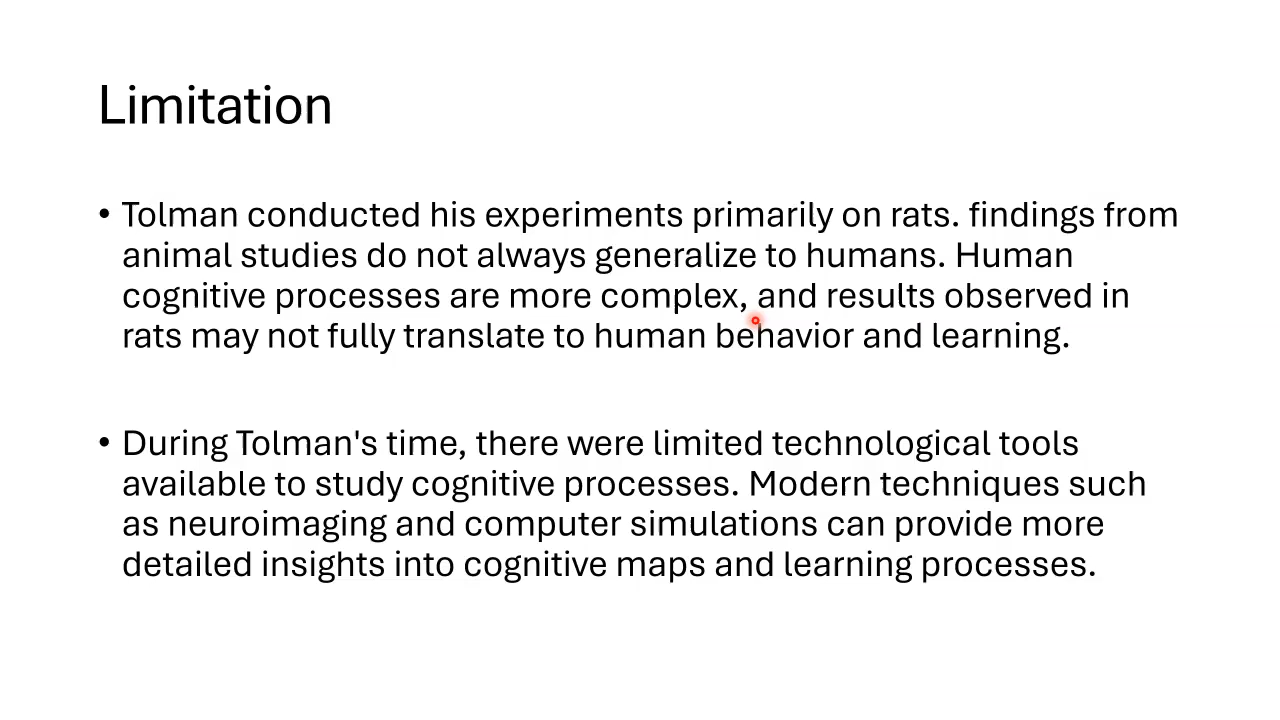 Limitation
• Tolman conducted his experiments primarily on rats. findings from
animal studies do not always generalize to humans. Human
cognitive processes are more complex, and results observed in
rats may not fully translate to human behavior and learning.
• During Tolman's time, there were limited technological tools
available to study cognitive processes. Modern techniques such
as neuroimaging and computer simulations can provide more
detailed insights into cognitive maps and learning processes.